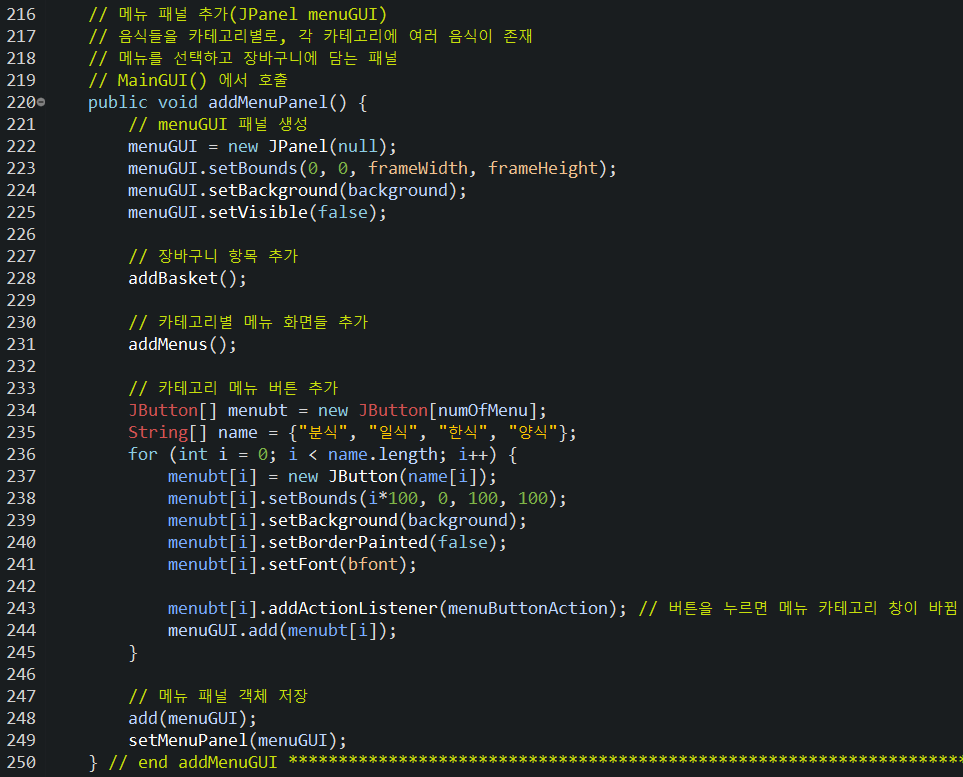 216 // 메뉴 패널 추가(JPanel menuGUI)
217 // 음식들을 카테고리별로, 각 카테고리에 여러 음식이 존재
218 // 메뉴를 선택하고 장바구니에 담는 패널
219 // MainGUI() 에서 호출
220 public void addMenuPanel() {
221 // menuGUI 패널 생성
222 menuGUI = new JPanel(null);
223 menuGUI.setBounds(0, 0, frameWidth, frameHeight);
224 menuGUI.setBackground(background);
225 menuGUI.setVisible(false);
226
227 // 장바구니 항목 추가
228 addBasket();
229
230 // 카테고리별 메뉴 화면들 추가
231 addMenus();
232
233 // 카테고리 메뉴 버튼 추가
234 JButton[] menubt = new JButton[numOfMenu];
235 String[] name = {"분식", "일식", "한식", "양식"};
236 for (int i = 0; i < name.length; i++) {
237 menubt[i] = new JButton(name[i]);
238 menubt[i].setBounds(i*100, 0, 100, 100);
239 menubt[i].setBackground(background);
240 menubt[i].setBorderPainted(false);
241 menubt[i].setFont(bfont);
242
243 menubt[i].addActionListener(menuButtonAction); // 버튼을 누르면 메뉴 카테고리 창이 바뀜
244 menuGUI.add(menubt[i]);
245 }
246
247 // 메뉴 패널 객체 저장
248 add(menuGUI);
249 setMenuPanel(menuGUI);
250 } // end addMenuGUI ********************************************************************